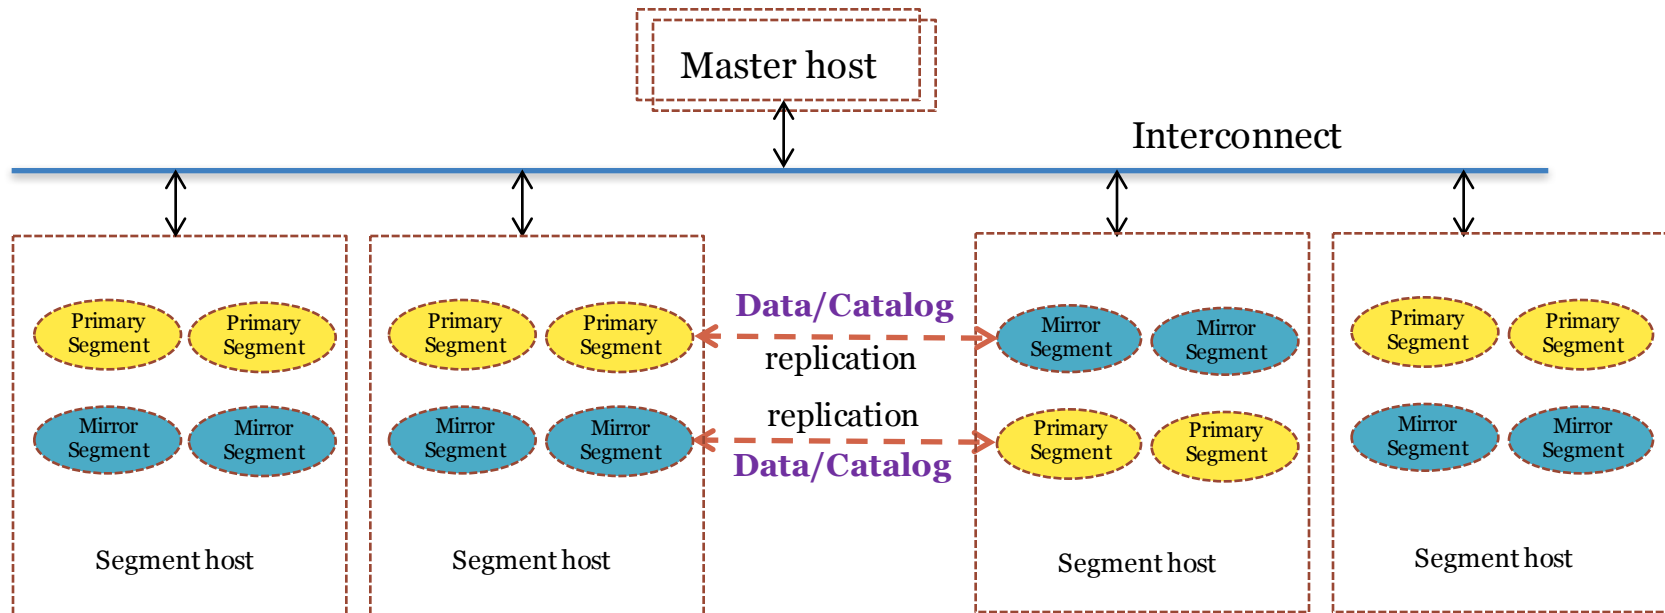 Master host
Interconnect
Primary
Segment
Primary
Segment
Mirror
Segment
Mirror
Segment
Segment host
Primary
Segment
Primary
Segment
Mirror
Segment
Mirror
Segment
Segment host
Data/Catalog
replication
replication
Data/Catalog
Mirror
Segment
Mirror
Segment
Primary
Segment
Primary
Segment
Segment host
Primary
Segment
Primary
Segment
Mirror
Segment
Mirror
Segment
Segment host